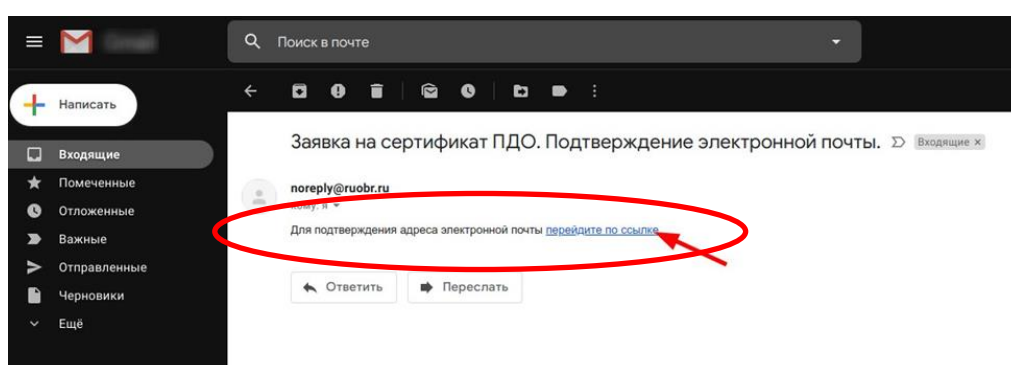 Поиск в почте
Написать
Заявка на сертификат ПДО. Подтверждение электронной почты. Входящие ×
Входящие
noreply@ruobr.ru
Помеченные
кому: я
Отложенные
Для подтверждения адреса электронной почты перейдите по ссылке
Важные
Отправленные
Ответить
Переслать
Черновики
Ещё